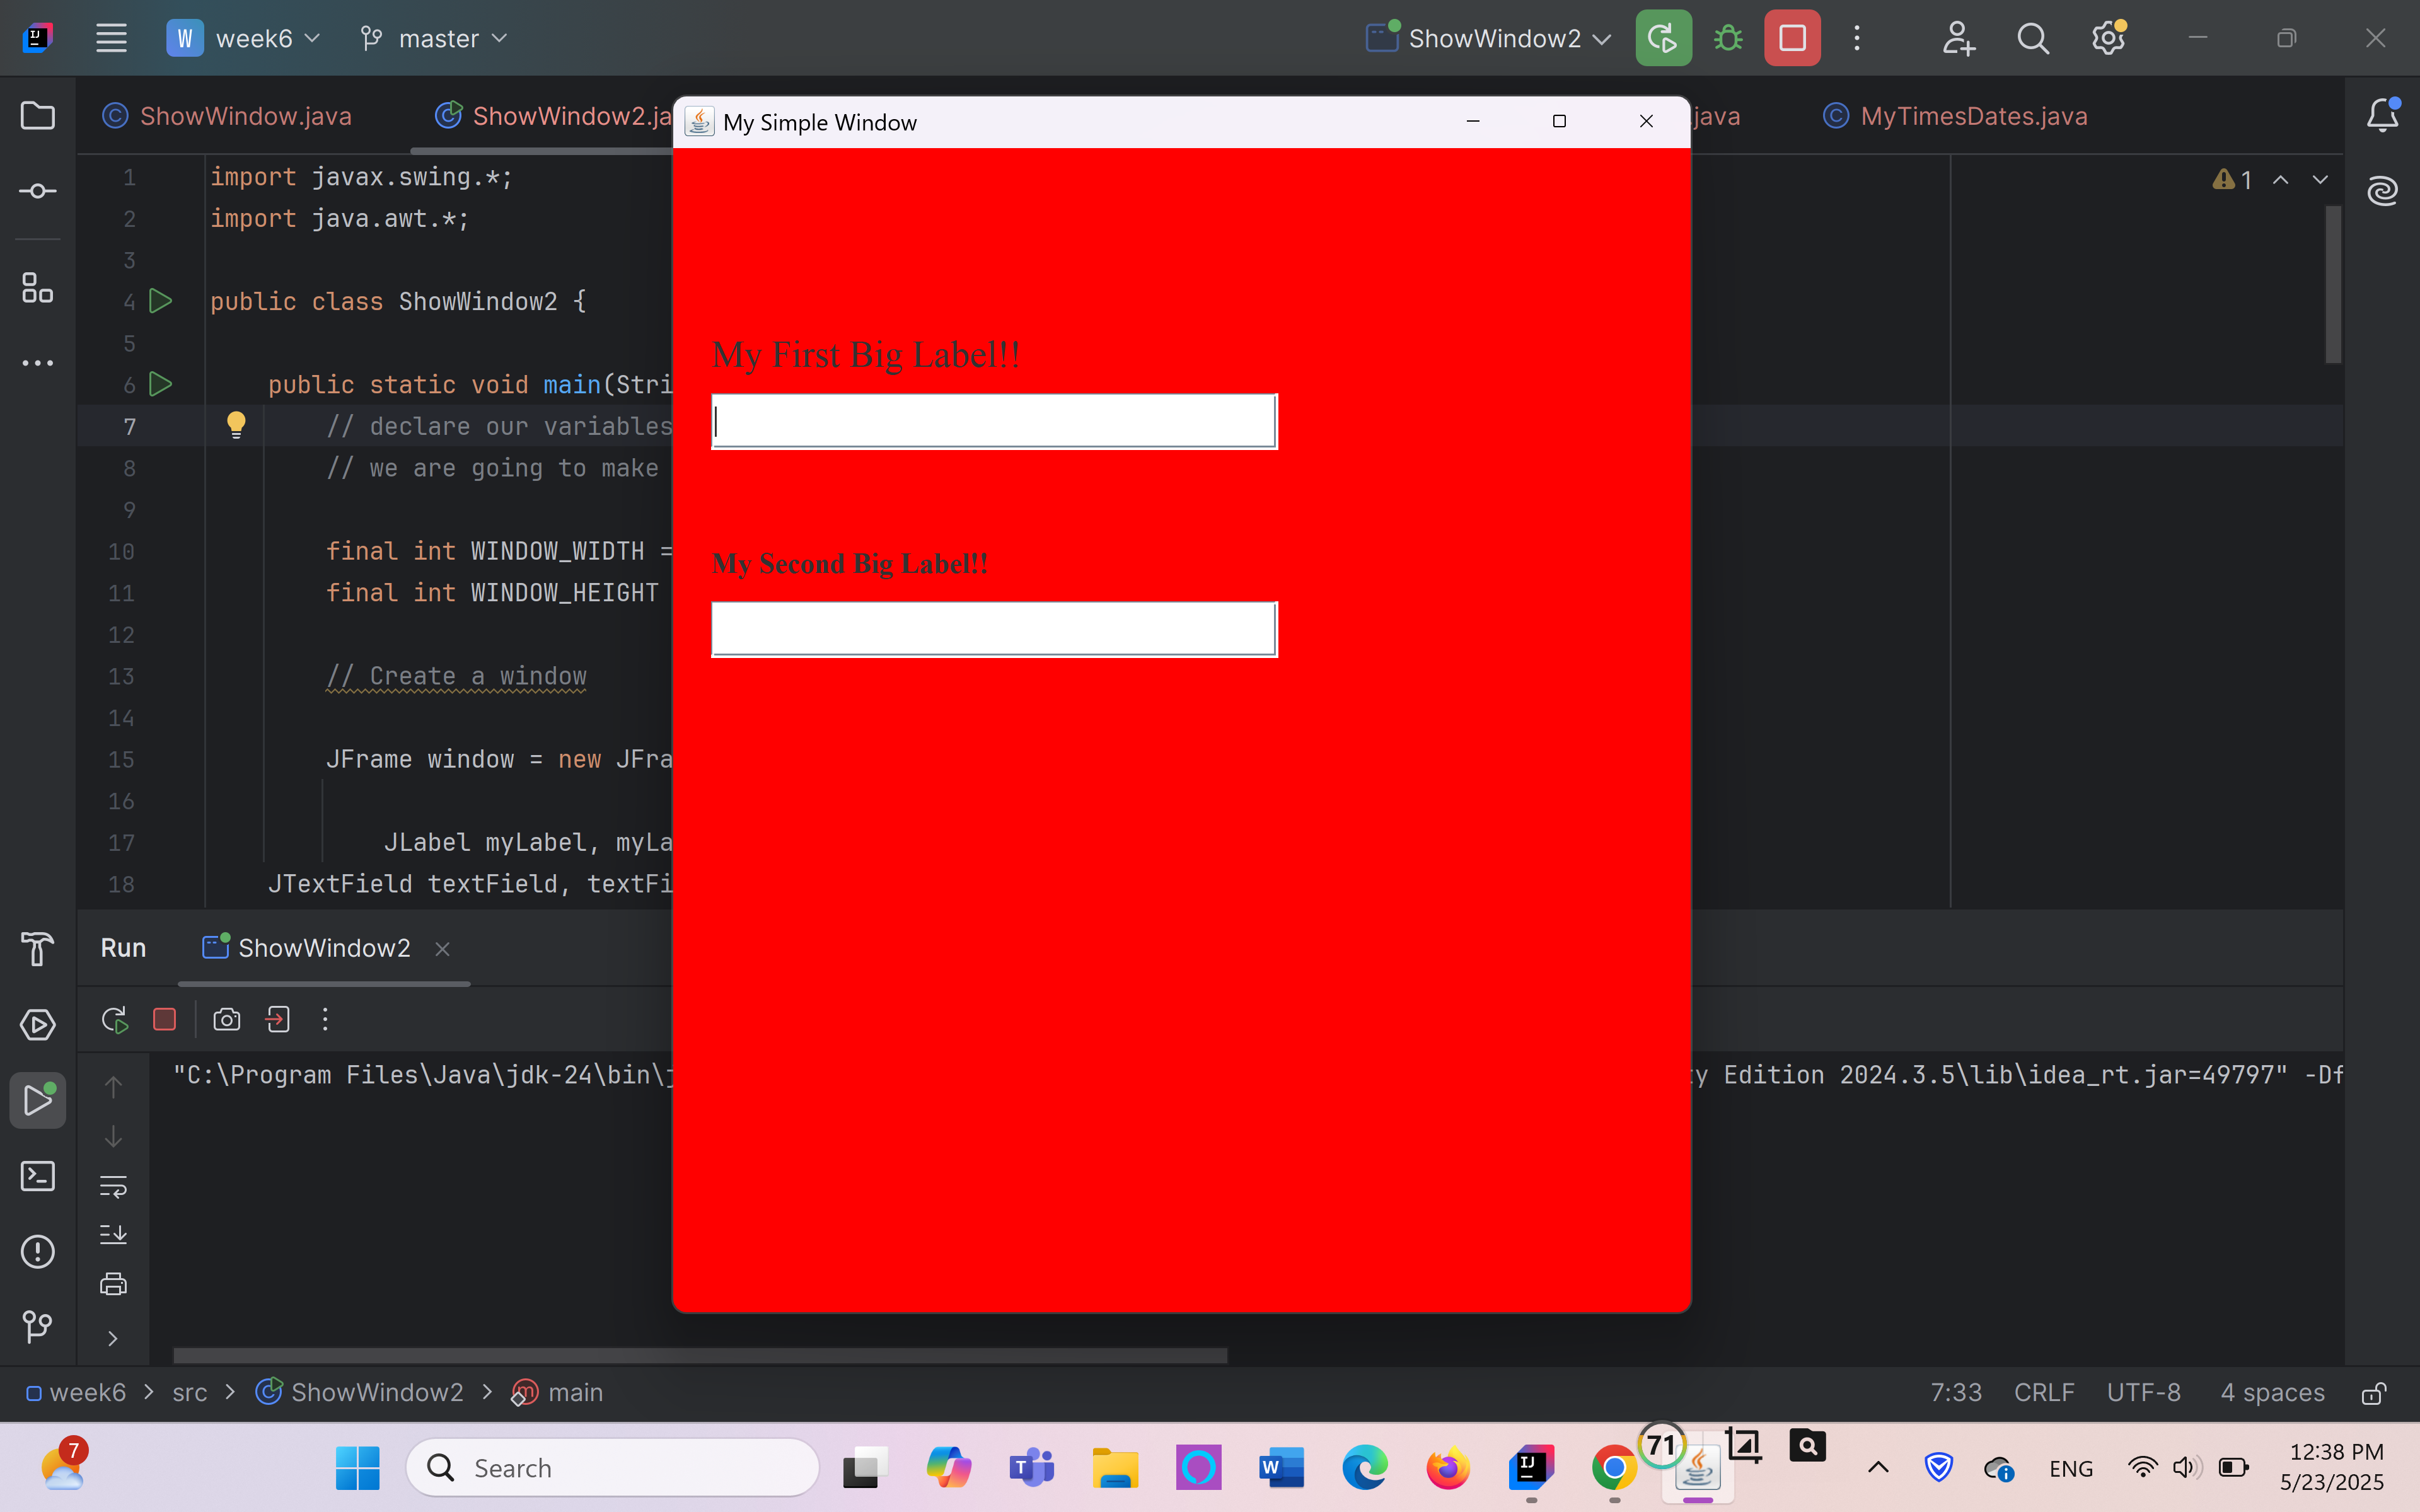 IJ
W week6 master ShowWindow2
ShowWindow.java ShowWindow2.ja java MyTimesDates.java
My Simple Window
1 import javax.swing.*;
1
2 import java.awt.*;
3
4 public class ShowWindow2 {
5
6 public static void main(Stri
7 // declare our variables
8 // we are going to make
9
10 final int WINDOW_WIDTH =
11 final int WINDOW_HEIGHT
12
13 // Create a window
14
15 JFrame window = new JFra
16
17 JLabel myLabel, myLa
18 JTextField textField, textFi
My First Big Label!!
My Second Big Label!!
Run ShowWindow2
"C:\Program Files\Java\jdk-24\bin\j
y Edition 2024.3.5\lib\idea_rt.jar=49797" -Df
week6 > src > ShowWindow2 > main 7:33 CRLF UTF-8 4 spaces
7
Search
T
W
IJ
71
ENG
12:38 PM
5/23/2025